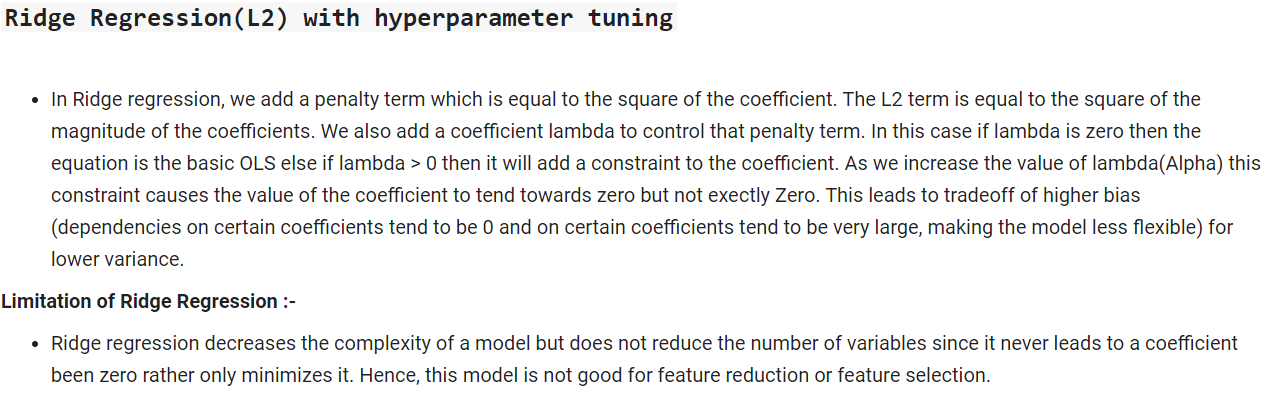 Ridge Regression(L2) with hyperparameter tuning
• In Ridge regression, we add a penalty term which is equal to the square of the coefficient. The L2 term is equal to the square of the
magnitude of the coefficients. We also add a coefficient lambda to control that penalty term. In this case if lambda is zero then the
equation is the basic OLS else if lambda > 0 then it will add a constraint to the coefficient. As we increase the value of lambda(Alpha) this
constraint causes the value of the coefficient to tend towards zero but not exectly Zero. This leads to tradeoff of higher bias
(dependencies on certain coefficients tend to be 0 and on certain coefficients tend to be very large, making the model less flexible) for
lower variance.
Limitation of Ridge Regression :-
• Ridge regression decreases the complexity of a model but does not reduce the number of variables since it never leads to a coefficient
been zero rather only minimizes it. Hence, this model is not good for feature reduction or feature selection.